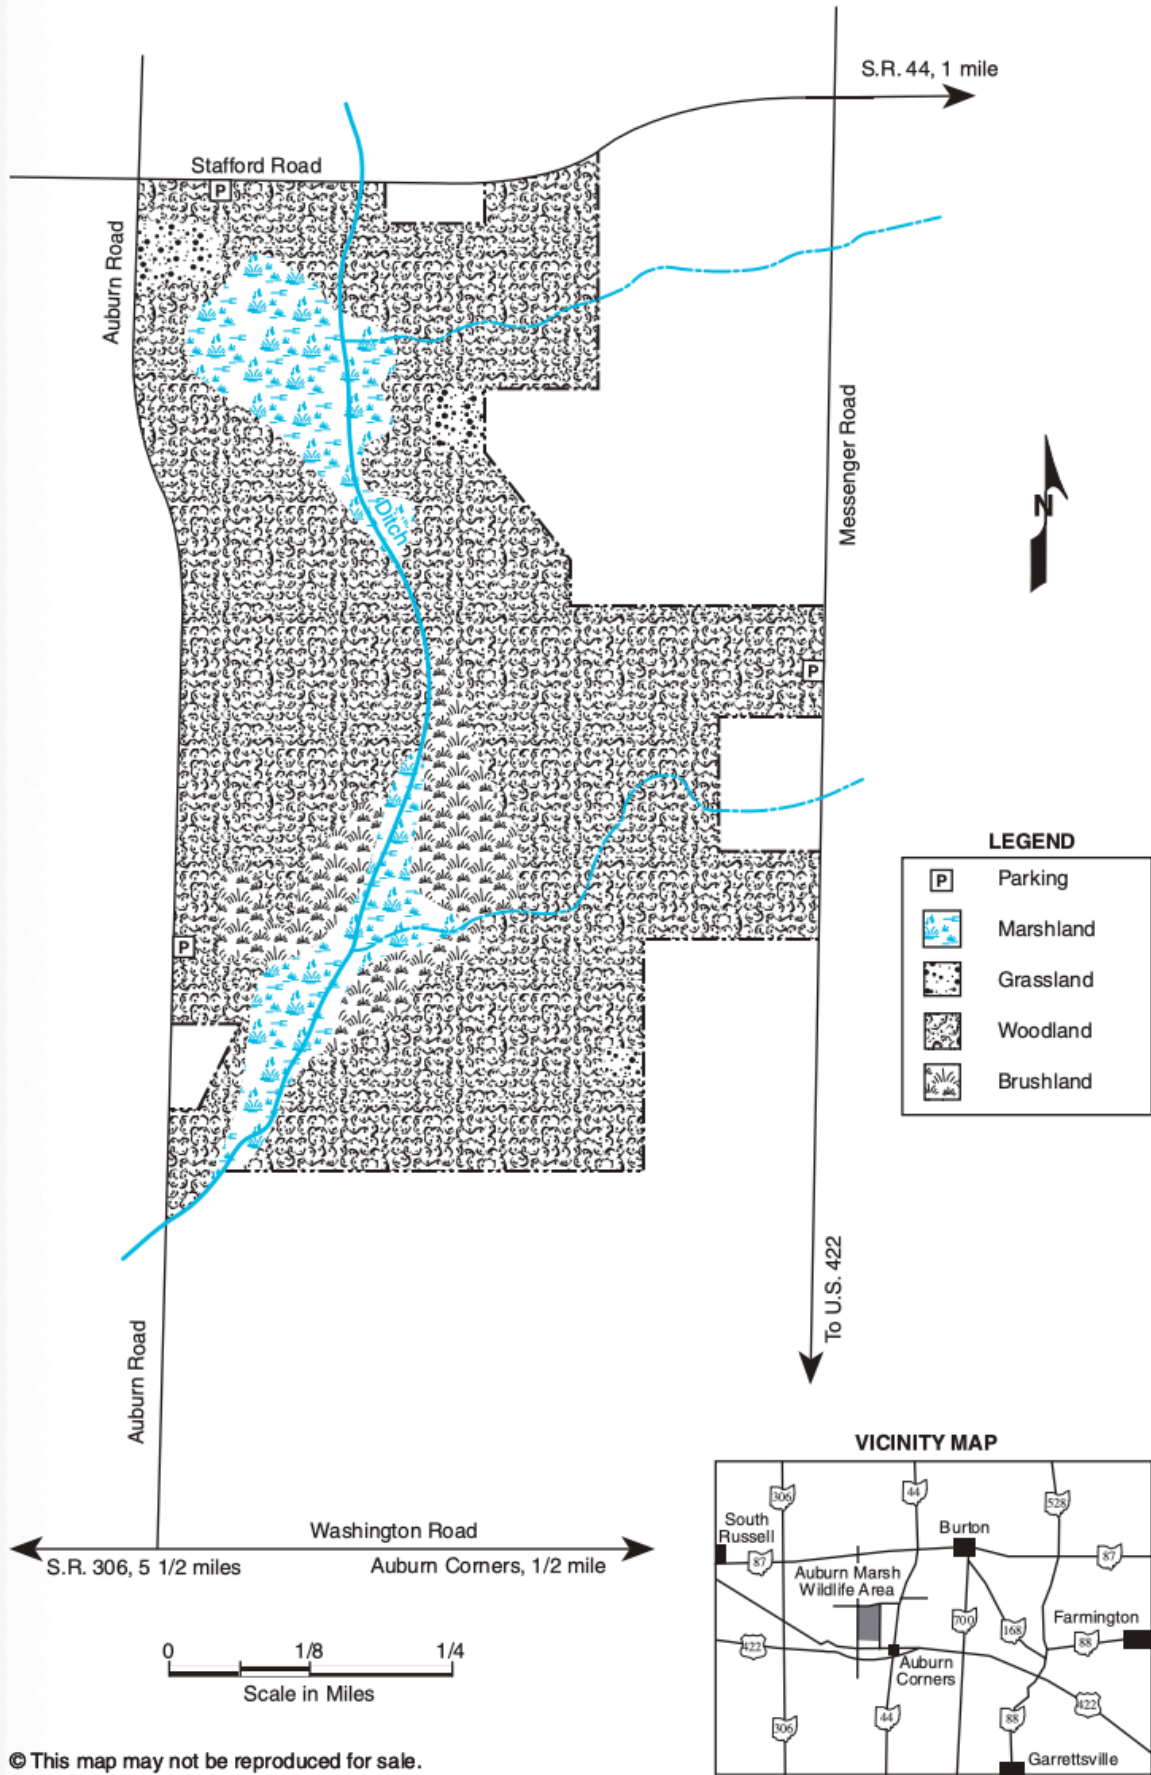 S.R. 44, 1 mile
Stafford Road
P
Auburn Road
Messenger Road
Ditch
N
P
P
LEGEND
P Parking
Marshland
Grassland
Woodland
Brushland
To U.S. 422
Auburn Road
Washington Road
S.R. 306, 5 1/2 miles
Auburn Corners, 1/2 mile
0 1/8 1/4
Scale in Miles
© This map may not be reproduced for sale.
VICINITY MAP
306
44
528
South
Russell
Burton
87
87
Auburn Marsh
Wildlife Area
700
168
Farmington
422
88
Auburn
Corners
422
306
44
88
Garrettsville